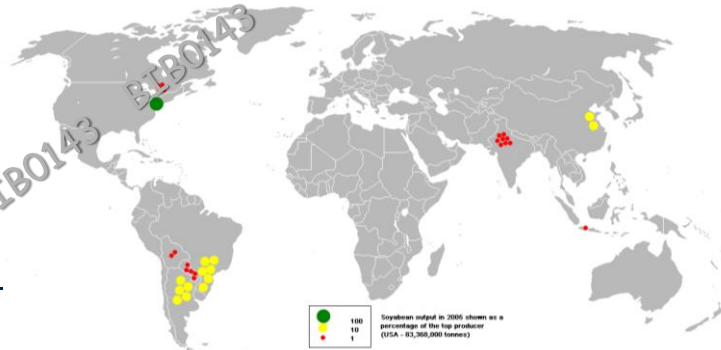 BIBO143
IBO143
100
10
1
Soyabean output in 2005 shown as a
percentage of the top producer
(USA - 83,368,000 tonnes)